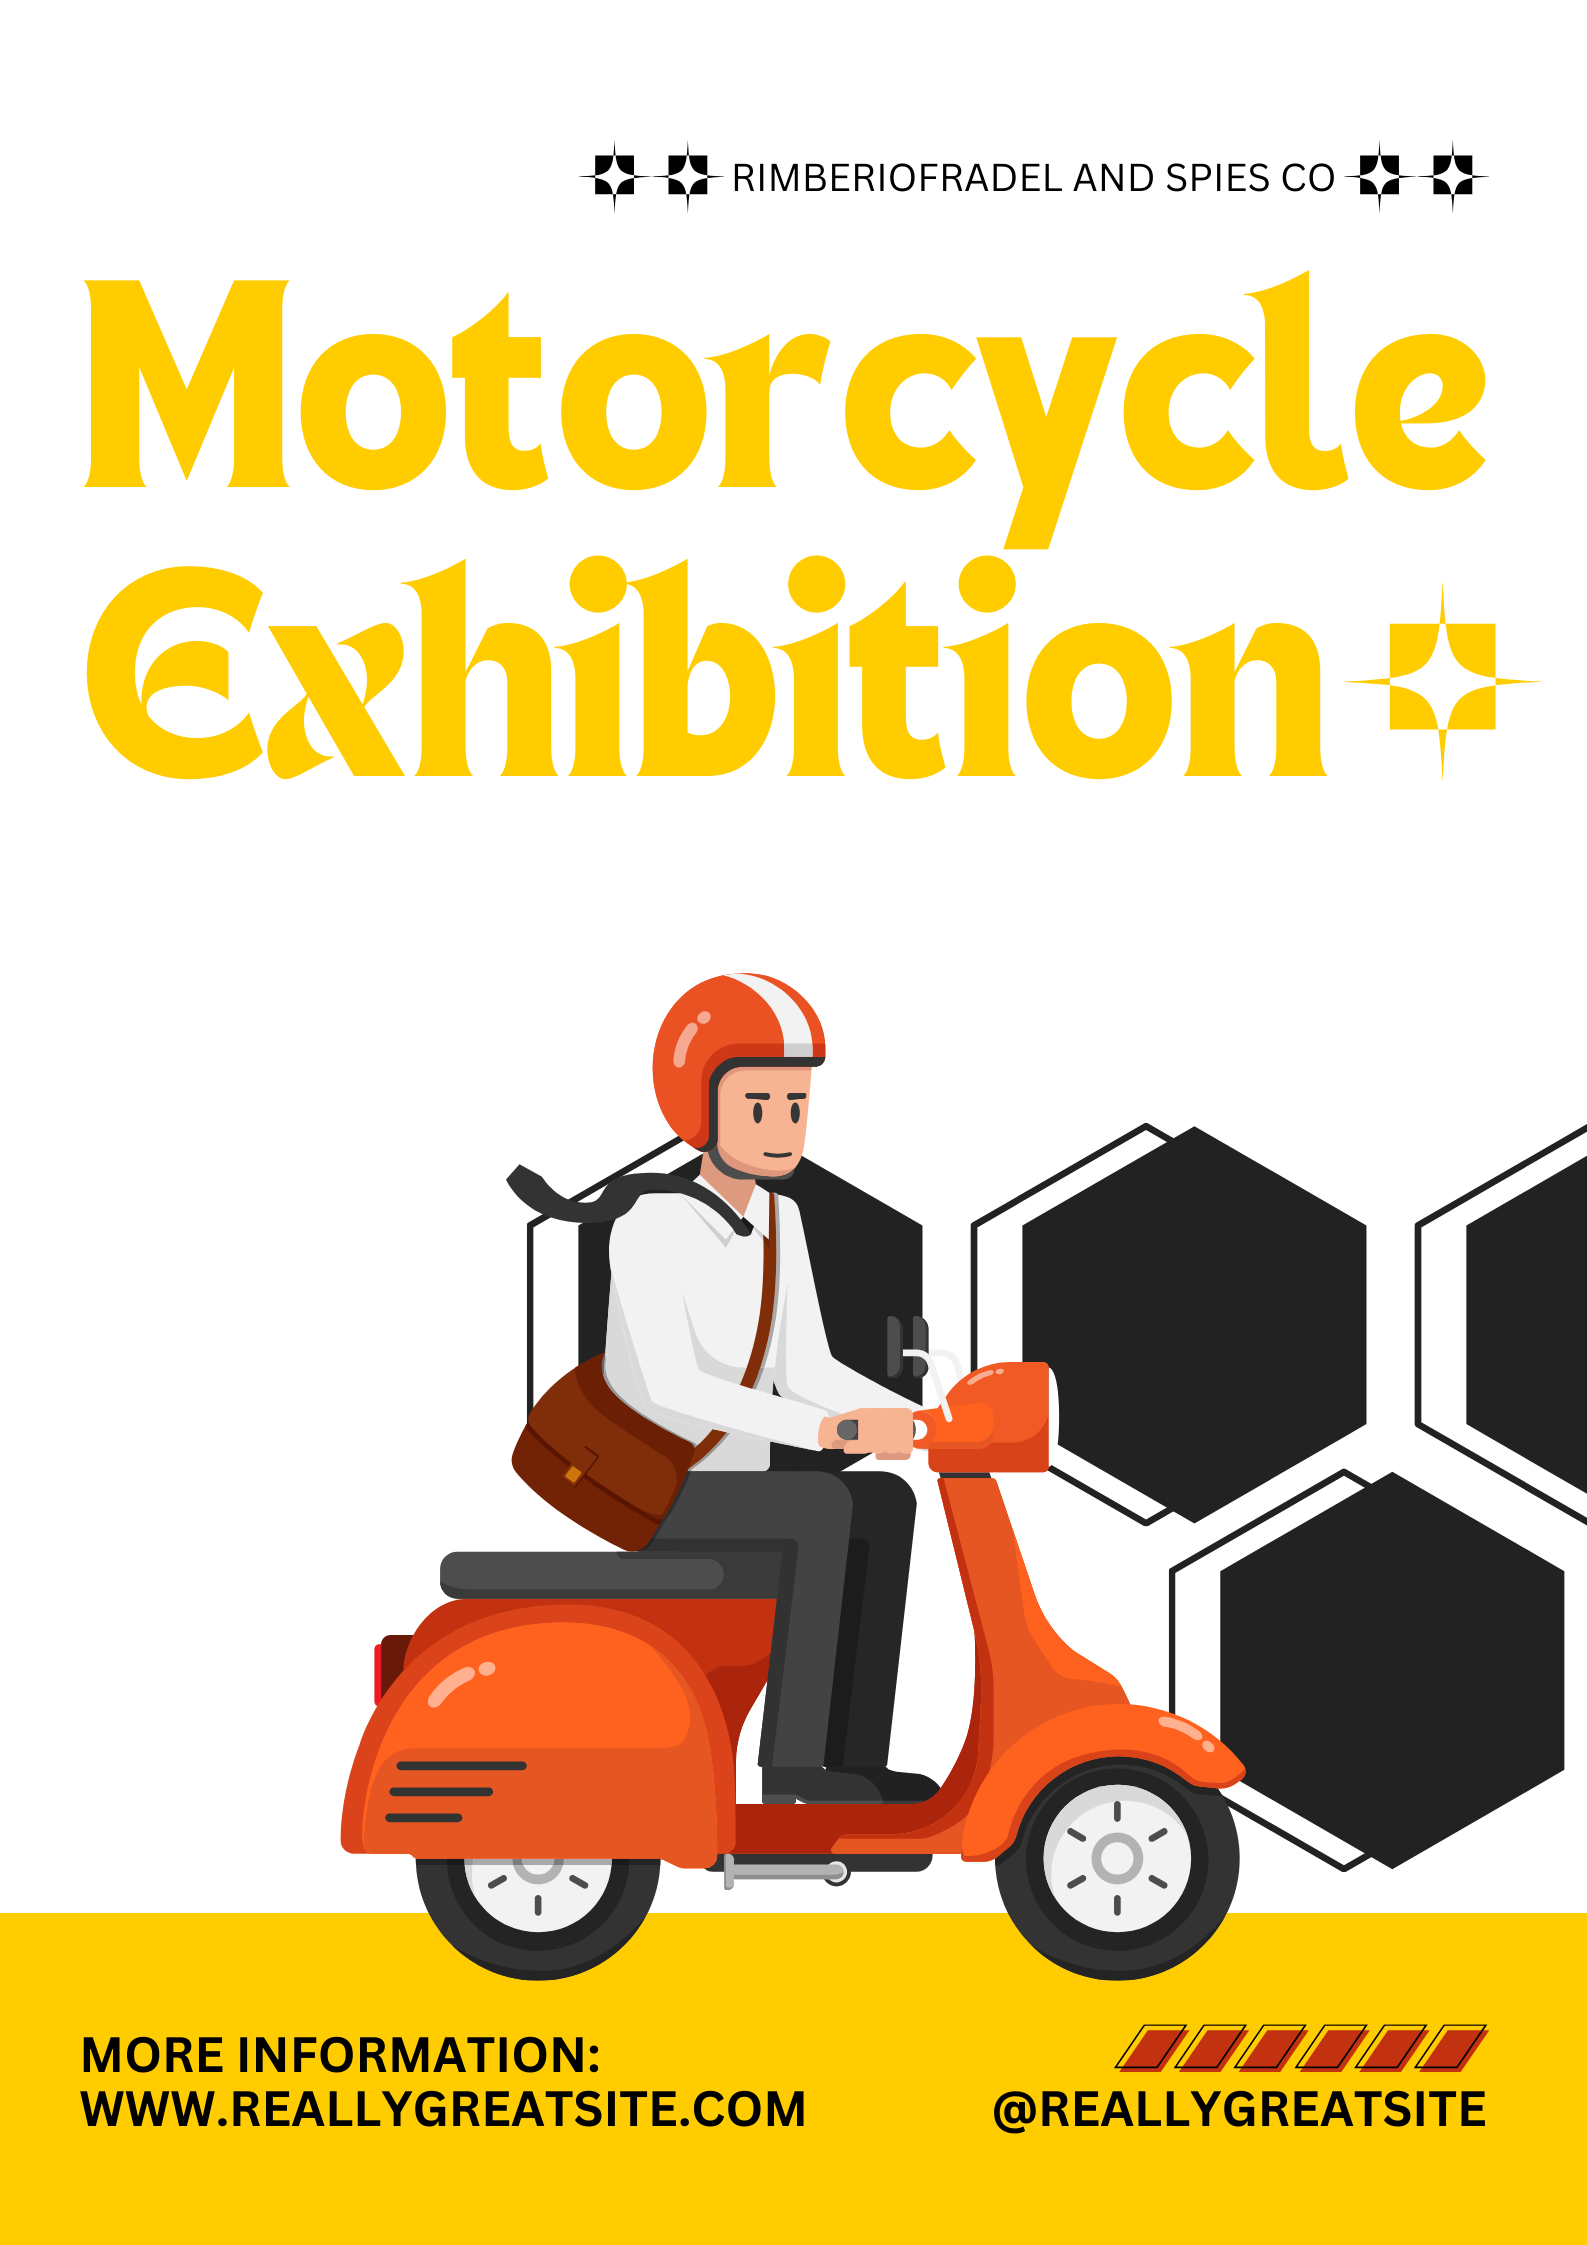 RIMBERIOFRADEL AND SPIES CO
Motorcycle
Exhibition
MORE INFORMATION:
WWW.REALLYGREATSITE.COM
@REALLYGREATSITE